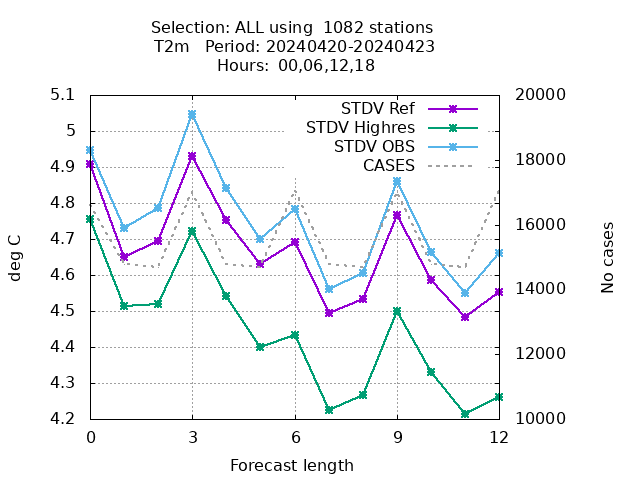 Selection: ALL using  1082 stations
T2m   Period: 20240420-20240423
Hours:  00,06,12,18
STDV Ref
STDV Highres
STDV OBS
CASES
5.1
5
4.9
4.8
4.7
4.6
4.5
4.4
4.3
4.2
deg C
20000
18000
16000
14000
12000
10000
No cases
0 3 6 9 12
Forecast length